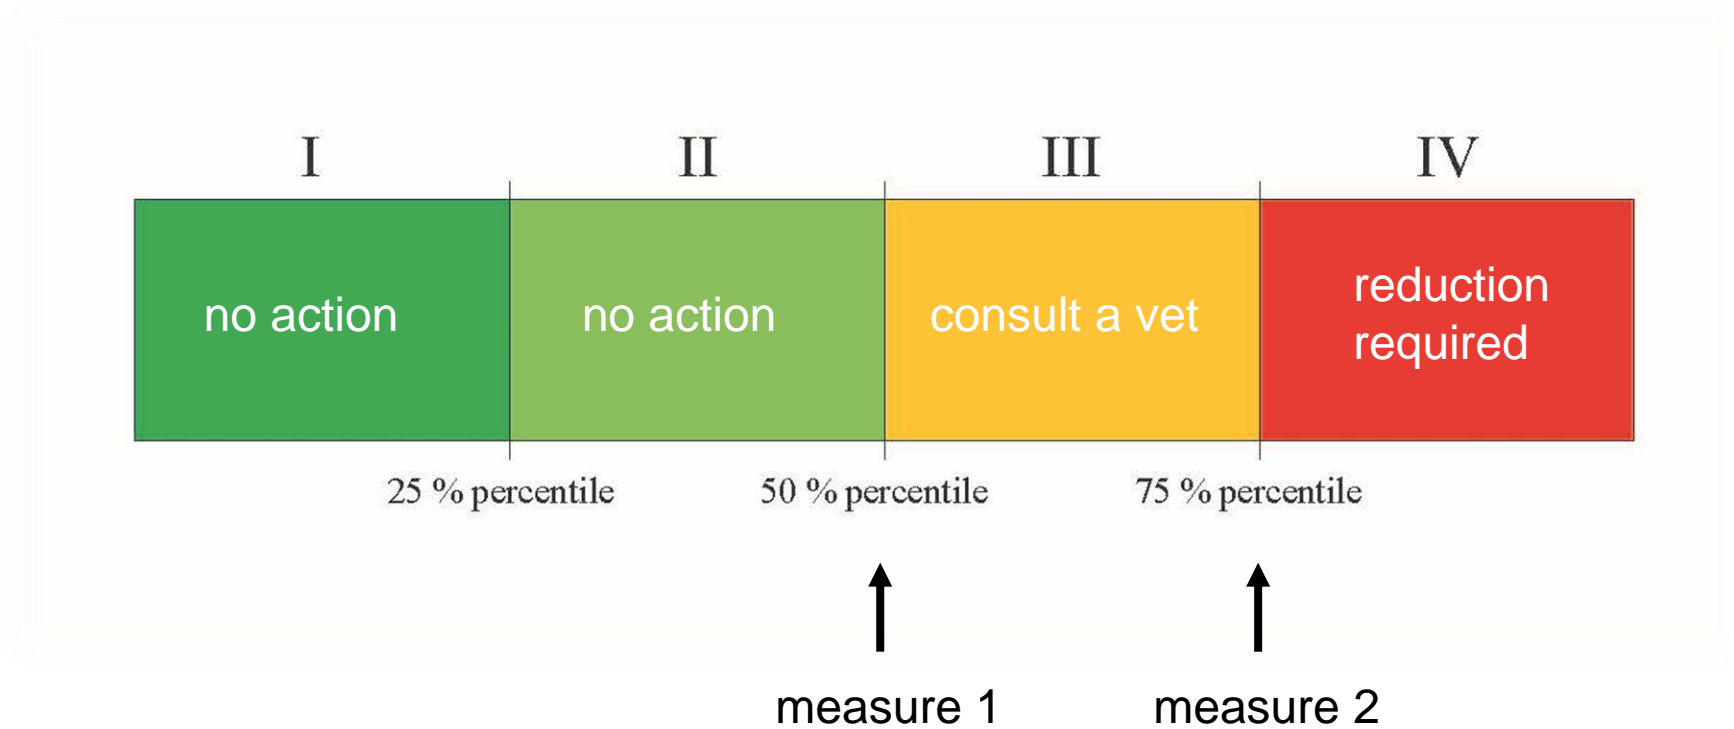 I II III IV
no action no action consult a vet reduction
required
25 % percentile 50 % percentile 75 % percentile
measure 1 measure 2